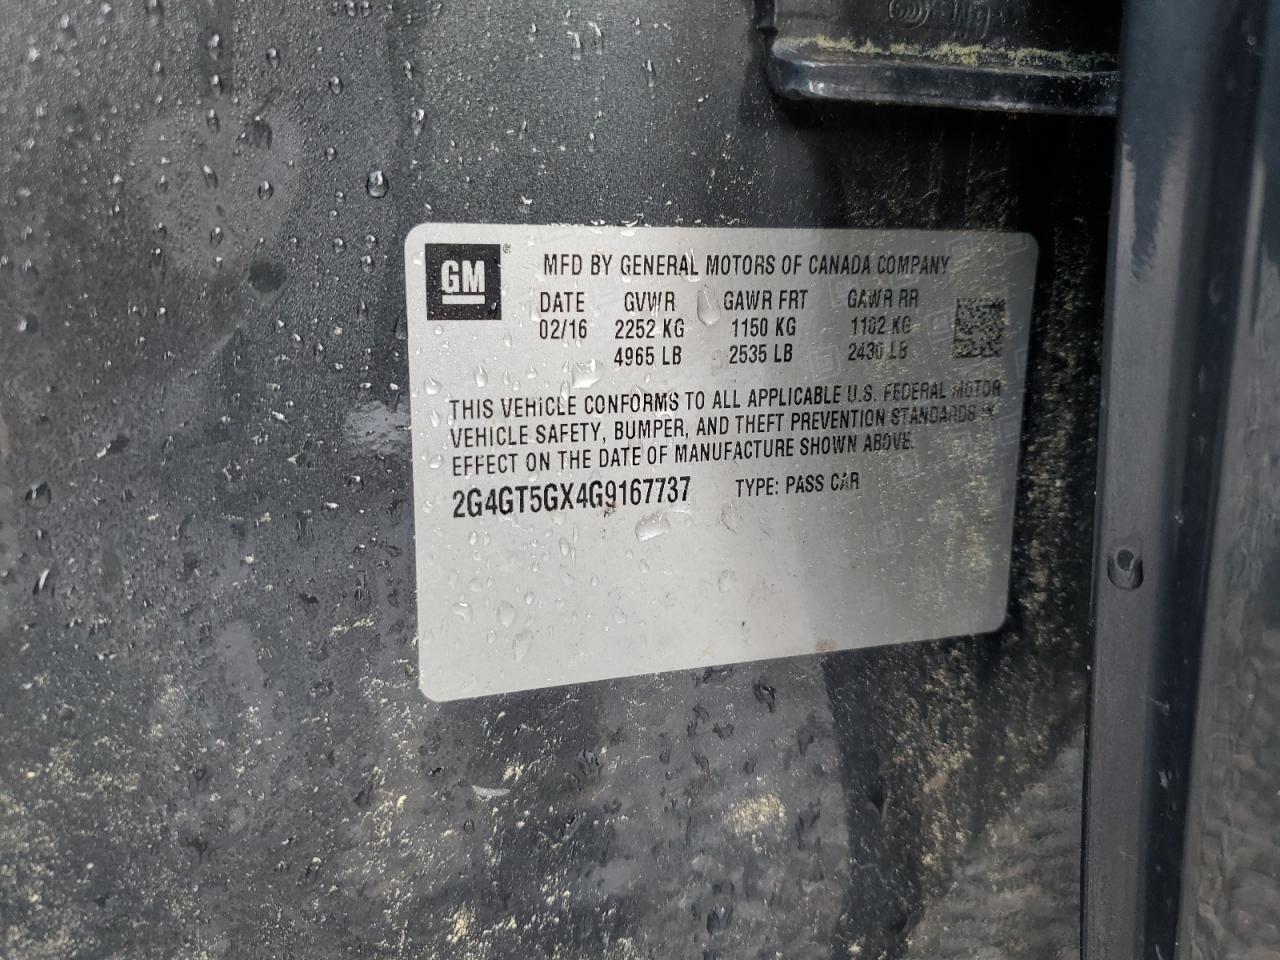 GM ® MFD BY GENERAL MOTORS OF CANADA COMPANY
DATE GVWR GAWR FRT GAWR RR
02/16 2252 KG 1150 KG 1102 KG
4965 LB 2535 LB 2430 LB
THIS VEHICLE CONFORMS TO ALL APPLICABLE U.S. FEDERAL MOTOR
VEHICLE SAFETY, BUMPER, AND THEFT PREVENTION STANDARDS IN
EFFECT ON THE DATE OF MANUFACTURE SHOWN ABOVE.
2G4GT5GX4G9167737 TYPE: PASS CAR